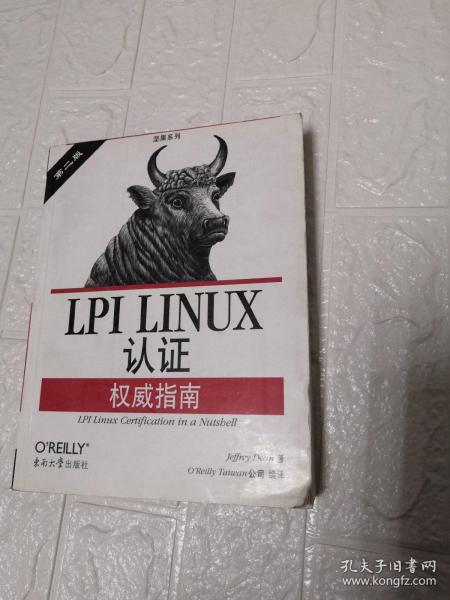 坚果系列
第二版
LPI LINUX
认证
权威指南
LPI Linux Certification in a Nutshell
O'REILLY®
东南大学出版社
Jeffrey Dean 著
O'Reilly Taiwan公司 编译
孔夫子旧书网
www.kongfz.com